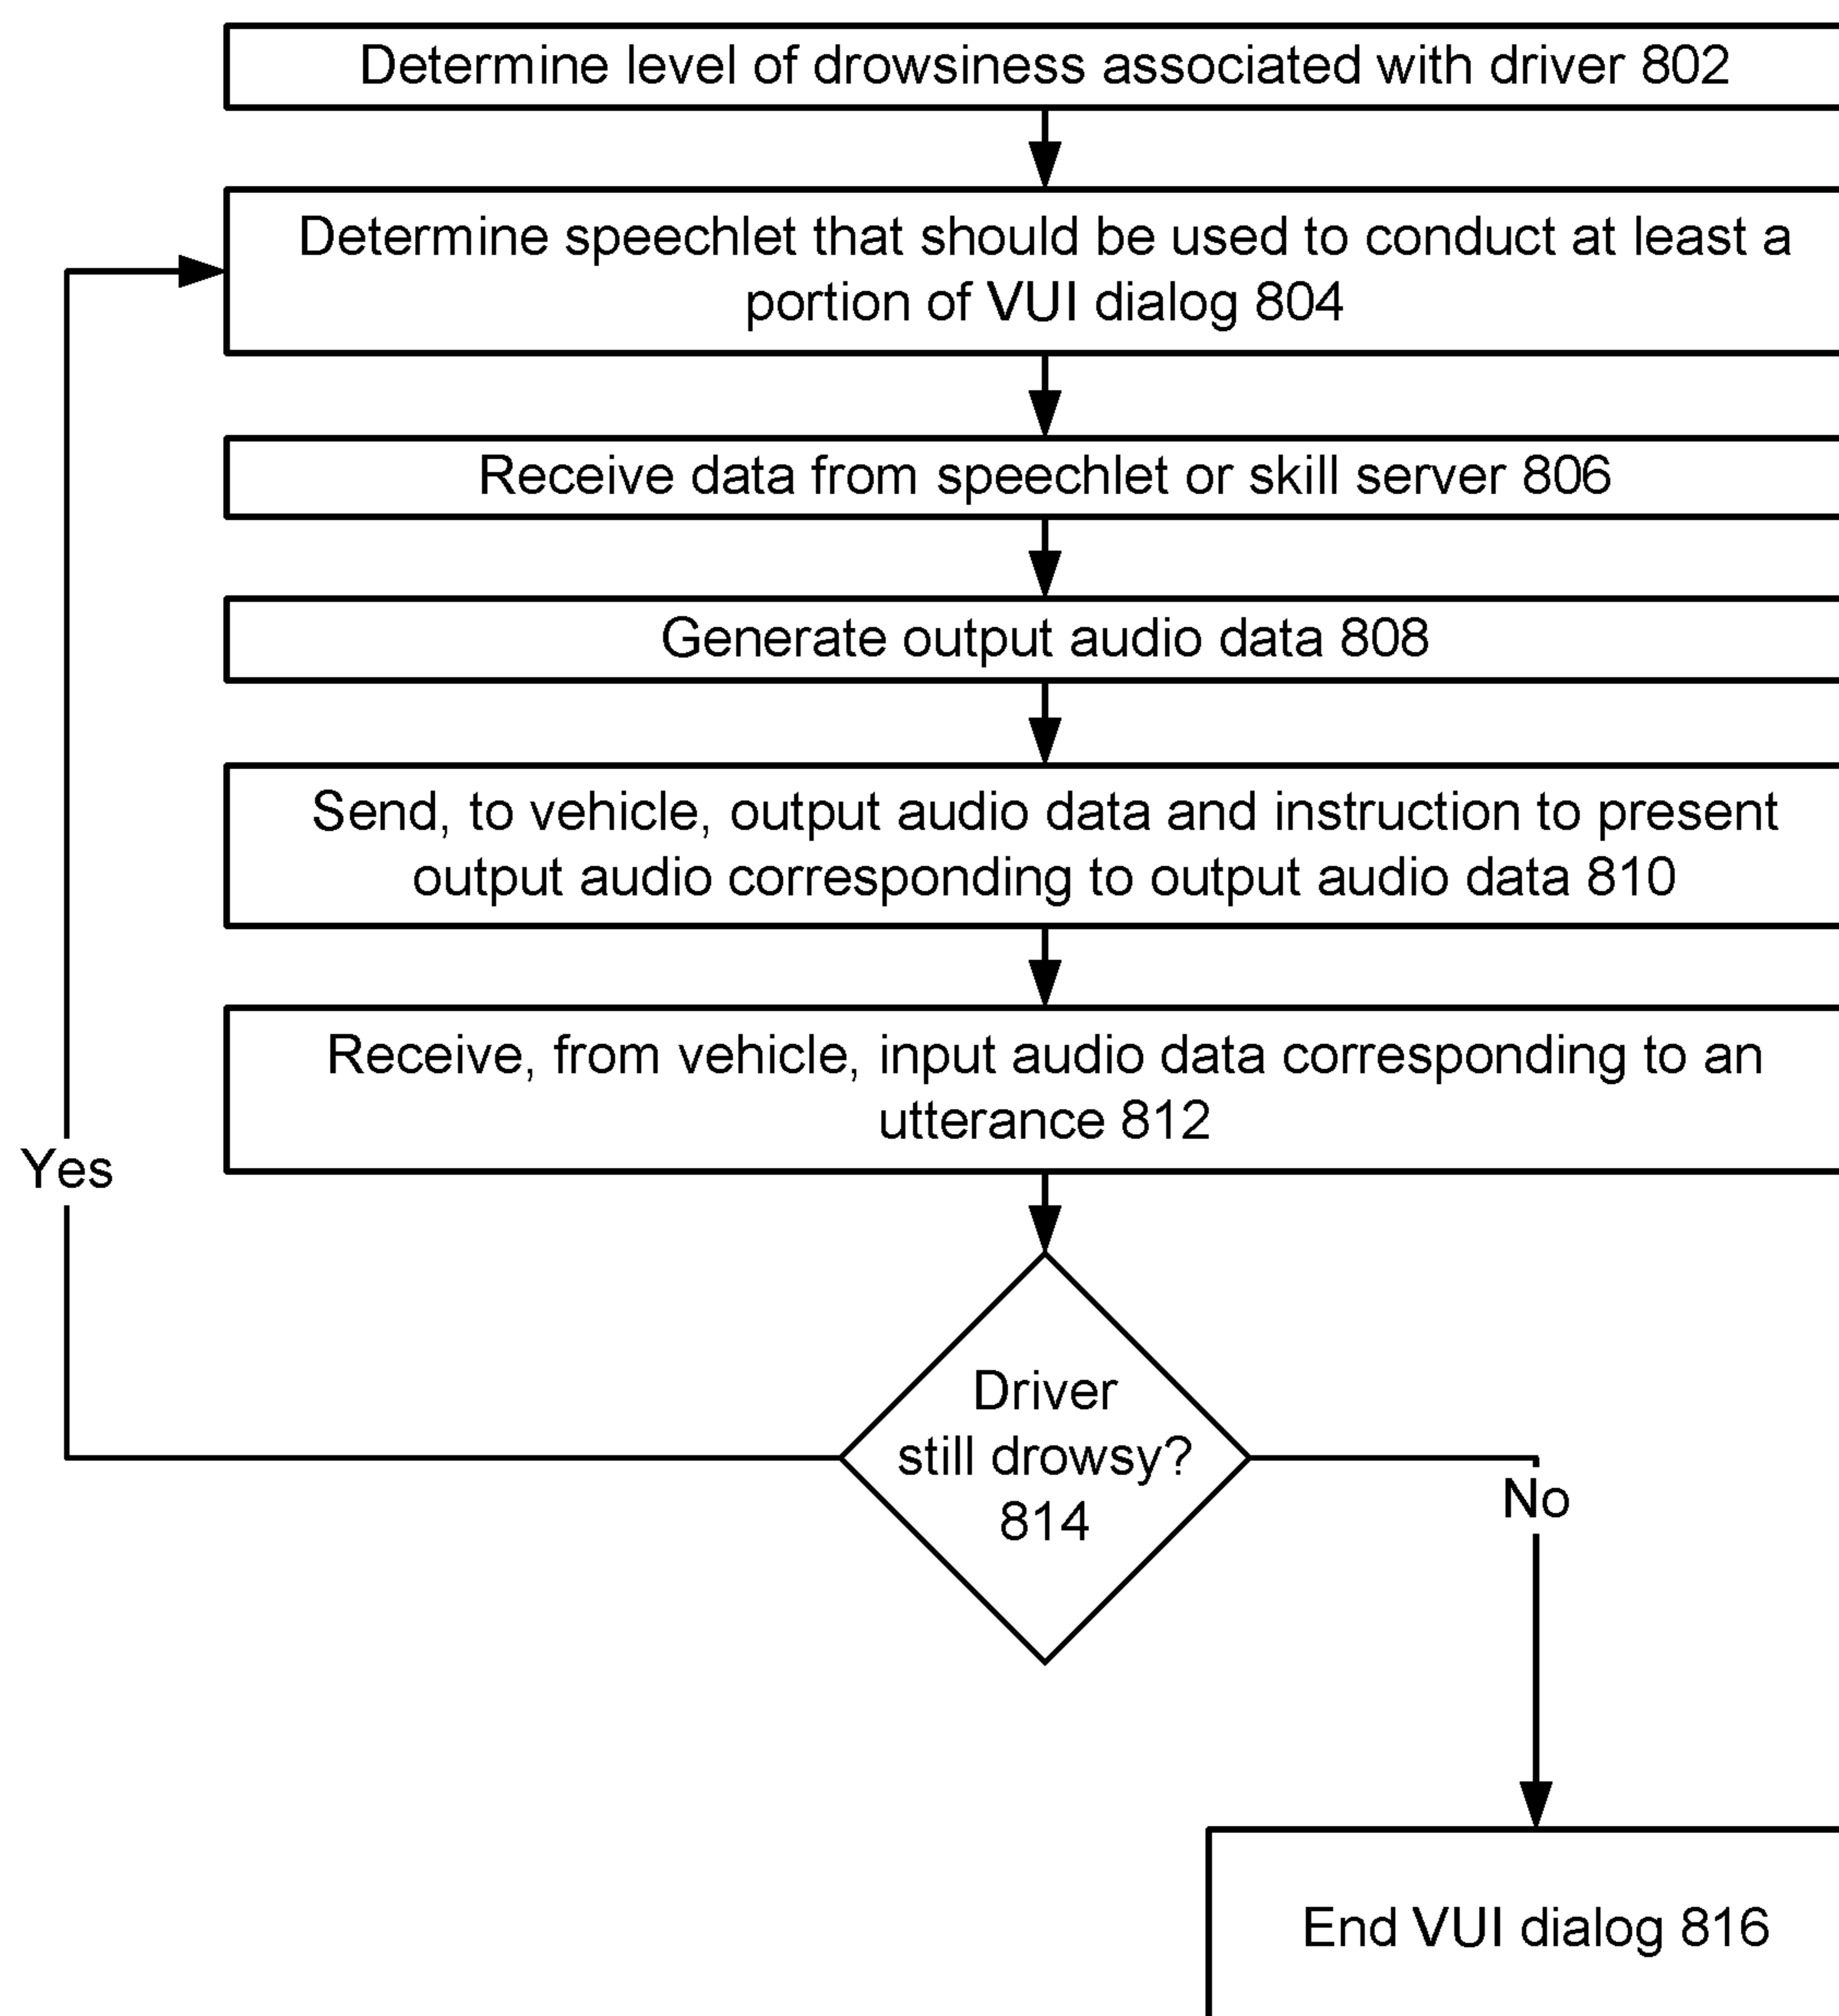 Determine level of drowsiness associated with driver 802
Determine speechlet that should be used to conduct at least a
portion of VUI dialog 804
Receive data from speechlet or skill server 806
Generate output audio data 808
Send, to vehicle, output audio data and instruction to present
output audio corresponding to output audio data 810
Receive, from vehicle, input audio data corresponding to an
utterance 812
Yes
Driver
still drowsy?
814
No
End VUI dialog 816